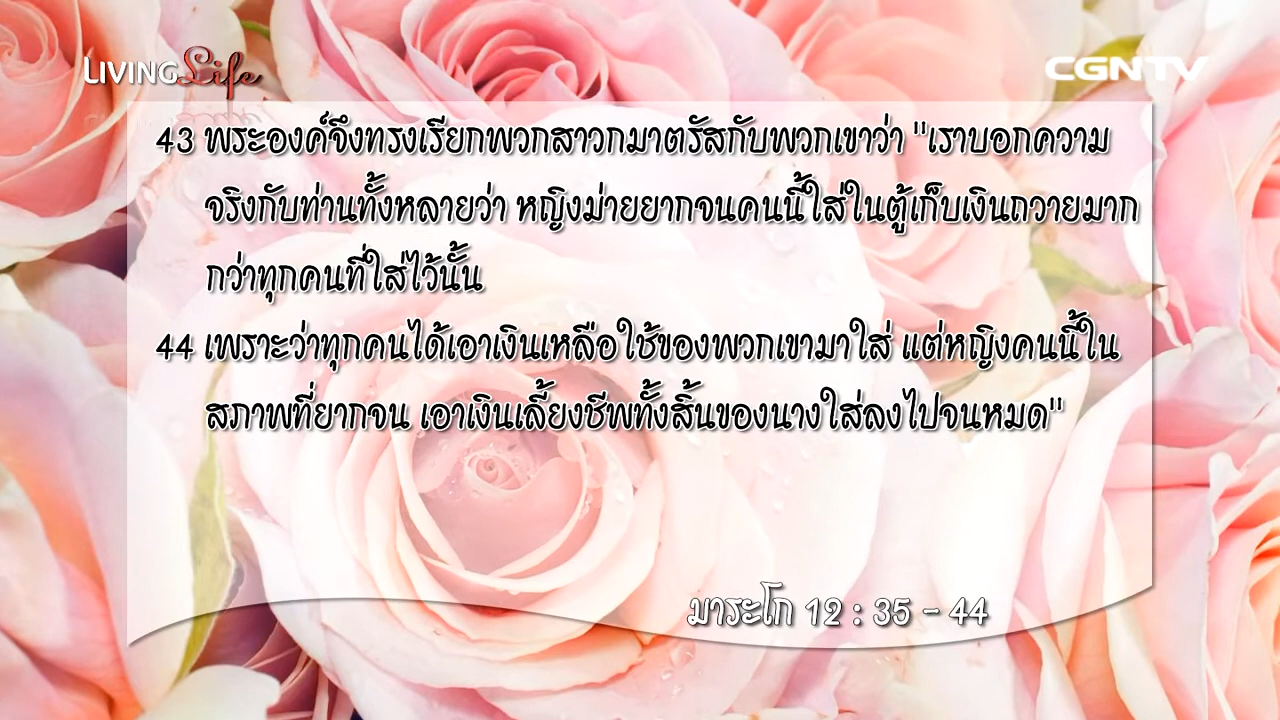 LIVING Life
CGNTV
43 พระองค์จึงทรงเรียกพวกสาวกมาตรัสกับพวกเขาว่า "เราบอกความ
จริงกับท่านทั้งหลายว่า หญิงม่ายยากจนคนนี้ใส่ในตู้เก็บเงินถวายมาก
กว่าทุกคนที่ใส่ไว้นั้น
44 เพราะว่าทุกคนได้เอาเงินเหลือใช้ของพวกเขามาใส่ แต่หญิงคนนี้ใน
สภาพที่ยากจน เอาเงินเลี้ยงชีพทั้งสิ้นของนางใส่ลงไปจนหมด"
มาระโก 12 : 35 - 44